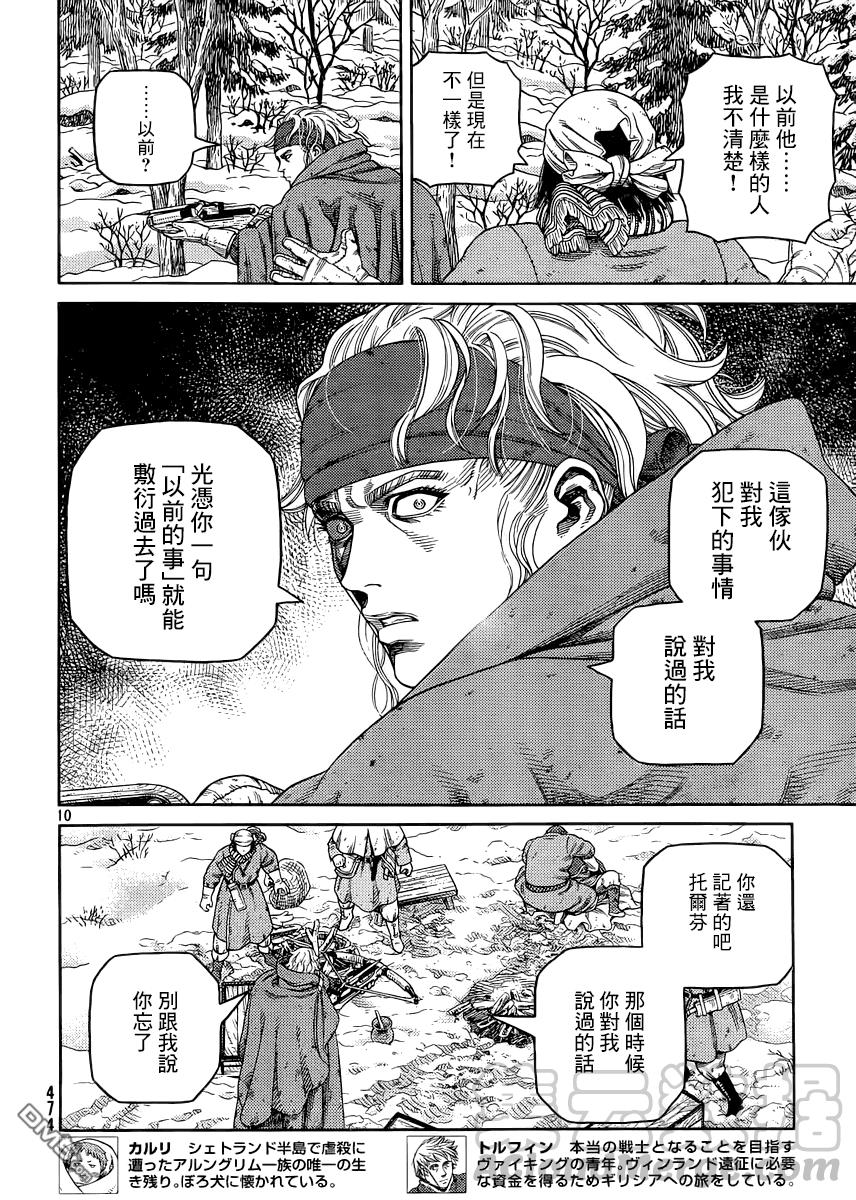 以前他……
是什麼樣的人
我不清楚！
但是現在
不一樣了！
……
以前？
這傢伙
對我
犯下的事情
對我
說過的話
光憑你一句
「以前的事」就能
敷衍過去了嗎
10
你還
記著的吧
托爾芬
那個時候
你對我
說過的話
別跟我說
你忘了
474
カルリ　シェトランド半島で虐殺に
遭ったアルングリム一族の唯一の生
き残り。ぼろ犬に懐かれている。
トルフィン　本当の戦士となることを目指す
ヴァイキングの青年。ヴィンランド遠征に必要
な資金を得るためギリシアへの旅をしている。